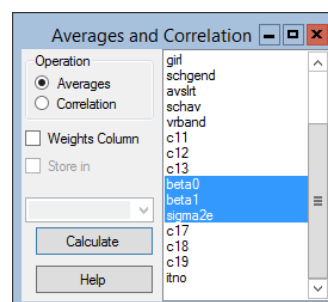 Averages and Correlation
Operation
Averages
Correlation
Weights Column
Store in
Calculate
Help
girl
schgend
avslrt
schav
vrband
c11
c12
c13
beta0
beta1
sigma2e
c17
c18
c19
itno